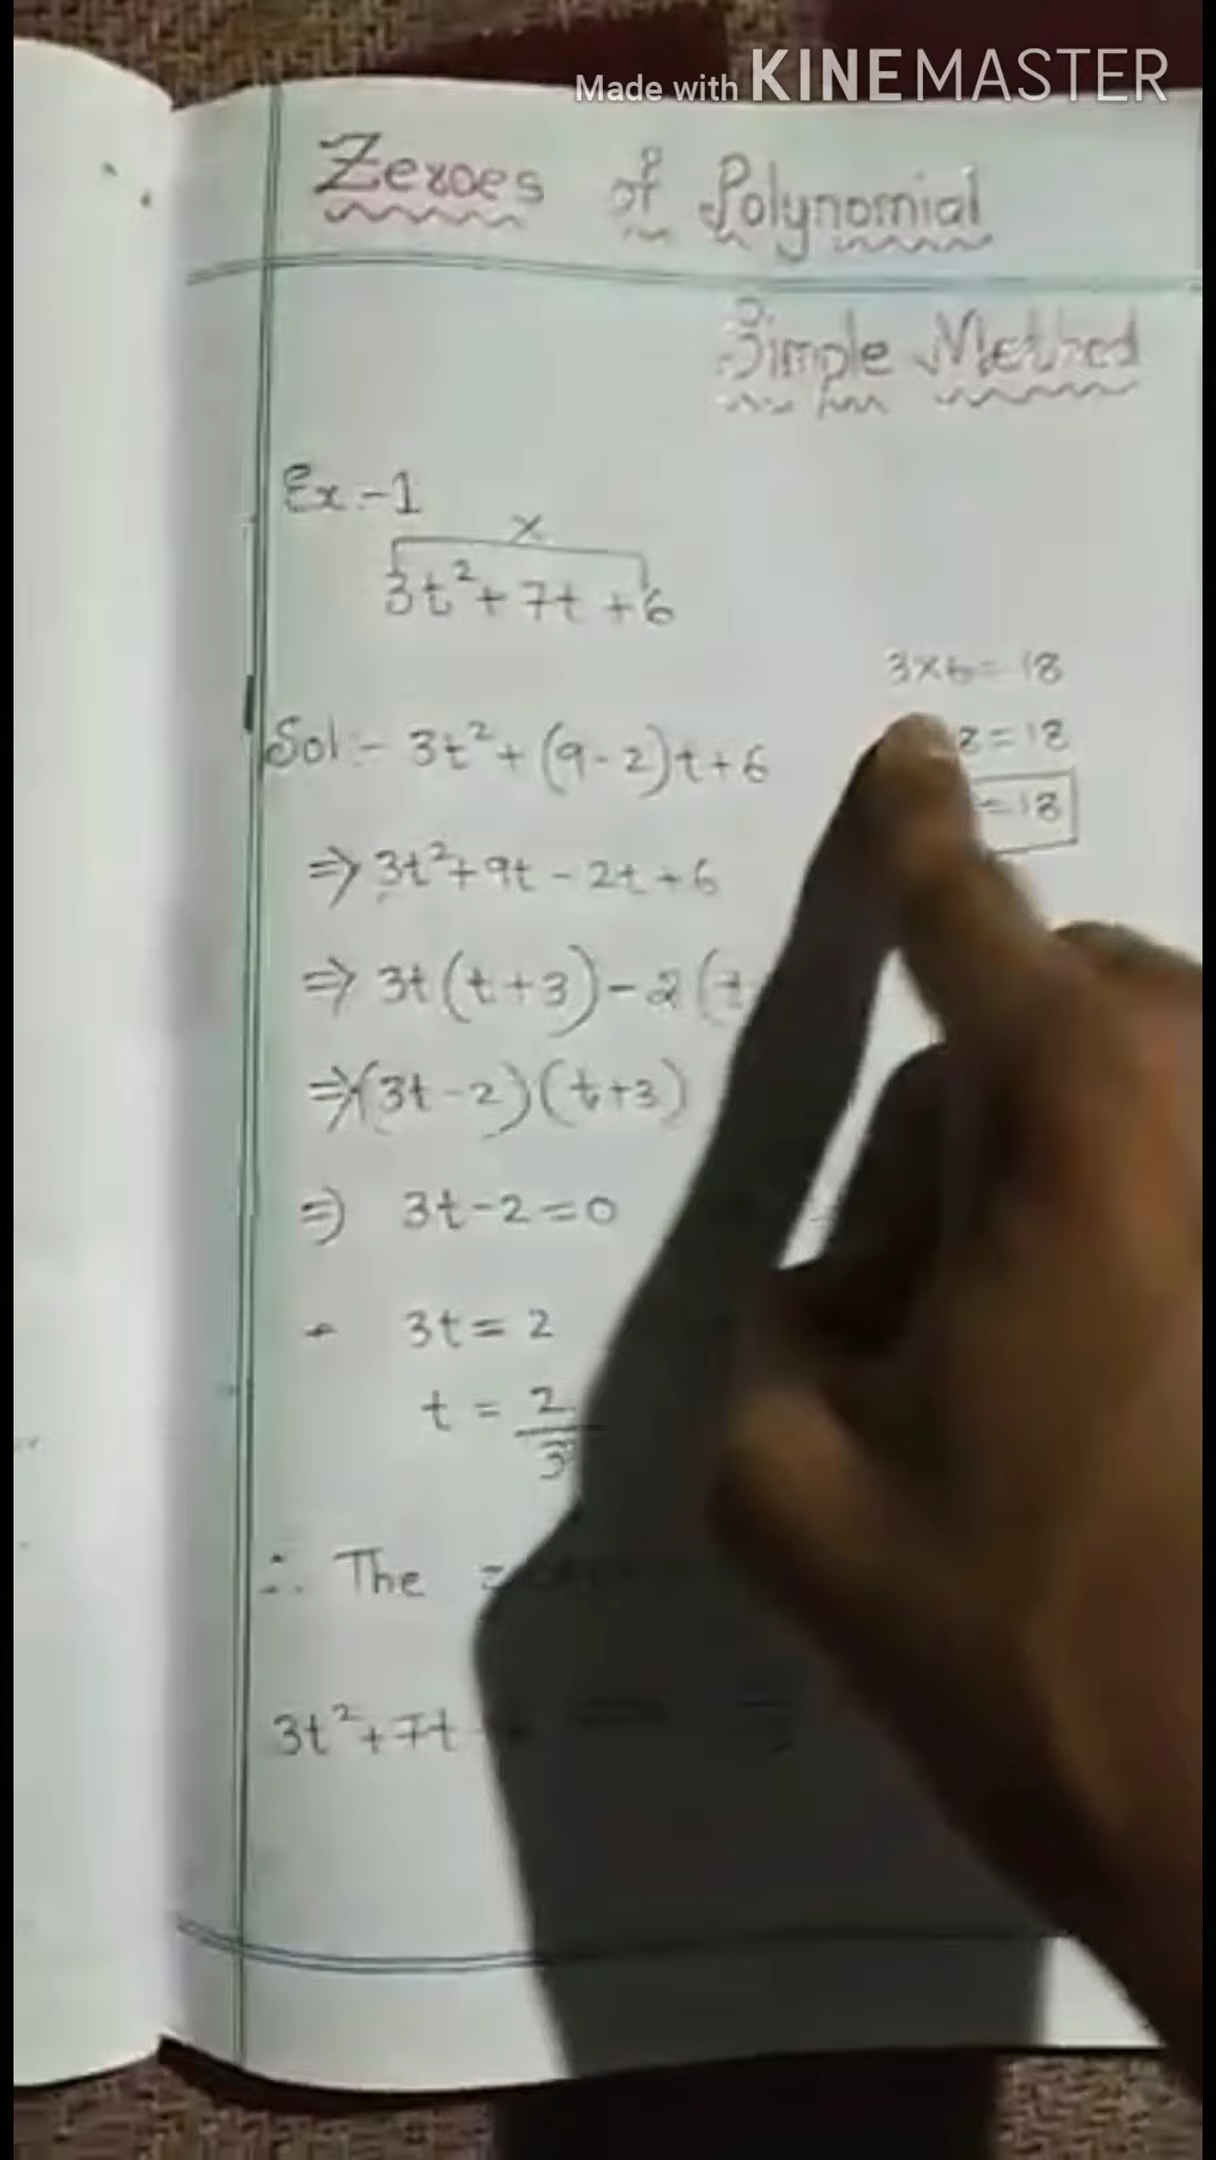 Made with KINEMASTER
Zeroes of Polynomial
Simple Method
Ex:-1
x
3t²+7t+6
3x6=18
2=18
=18
Sol:- 3t²+(9-2)t+6
⇒ 3t²+9t-2t+6
⇒ 3t(t+3)-2(t
⇒(3t-2)(t+3)
⇒ 3t-2=0
3t=2
t=2/3
∴ The
3t²+7t